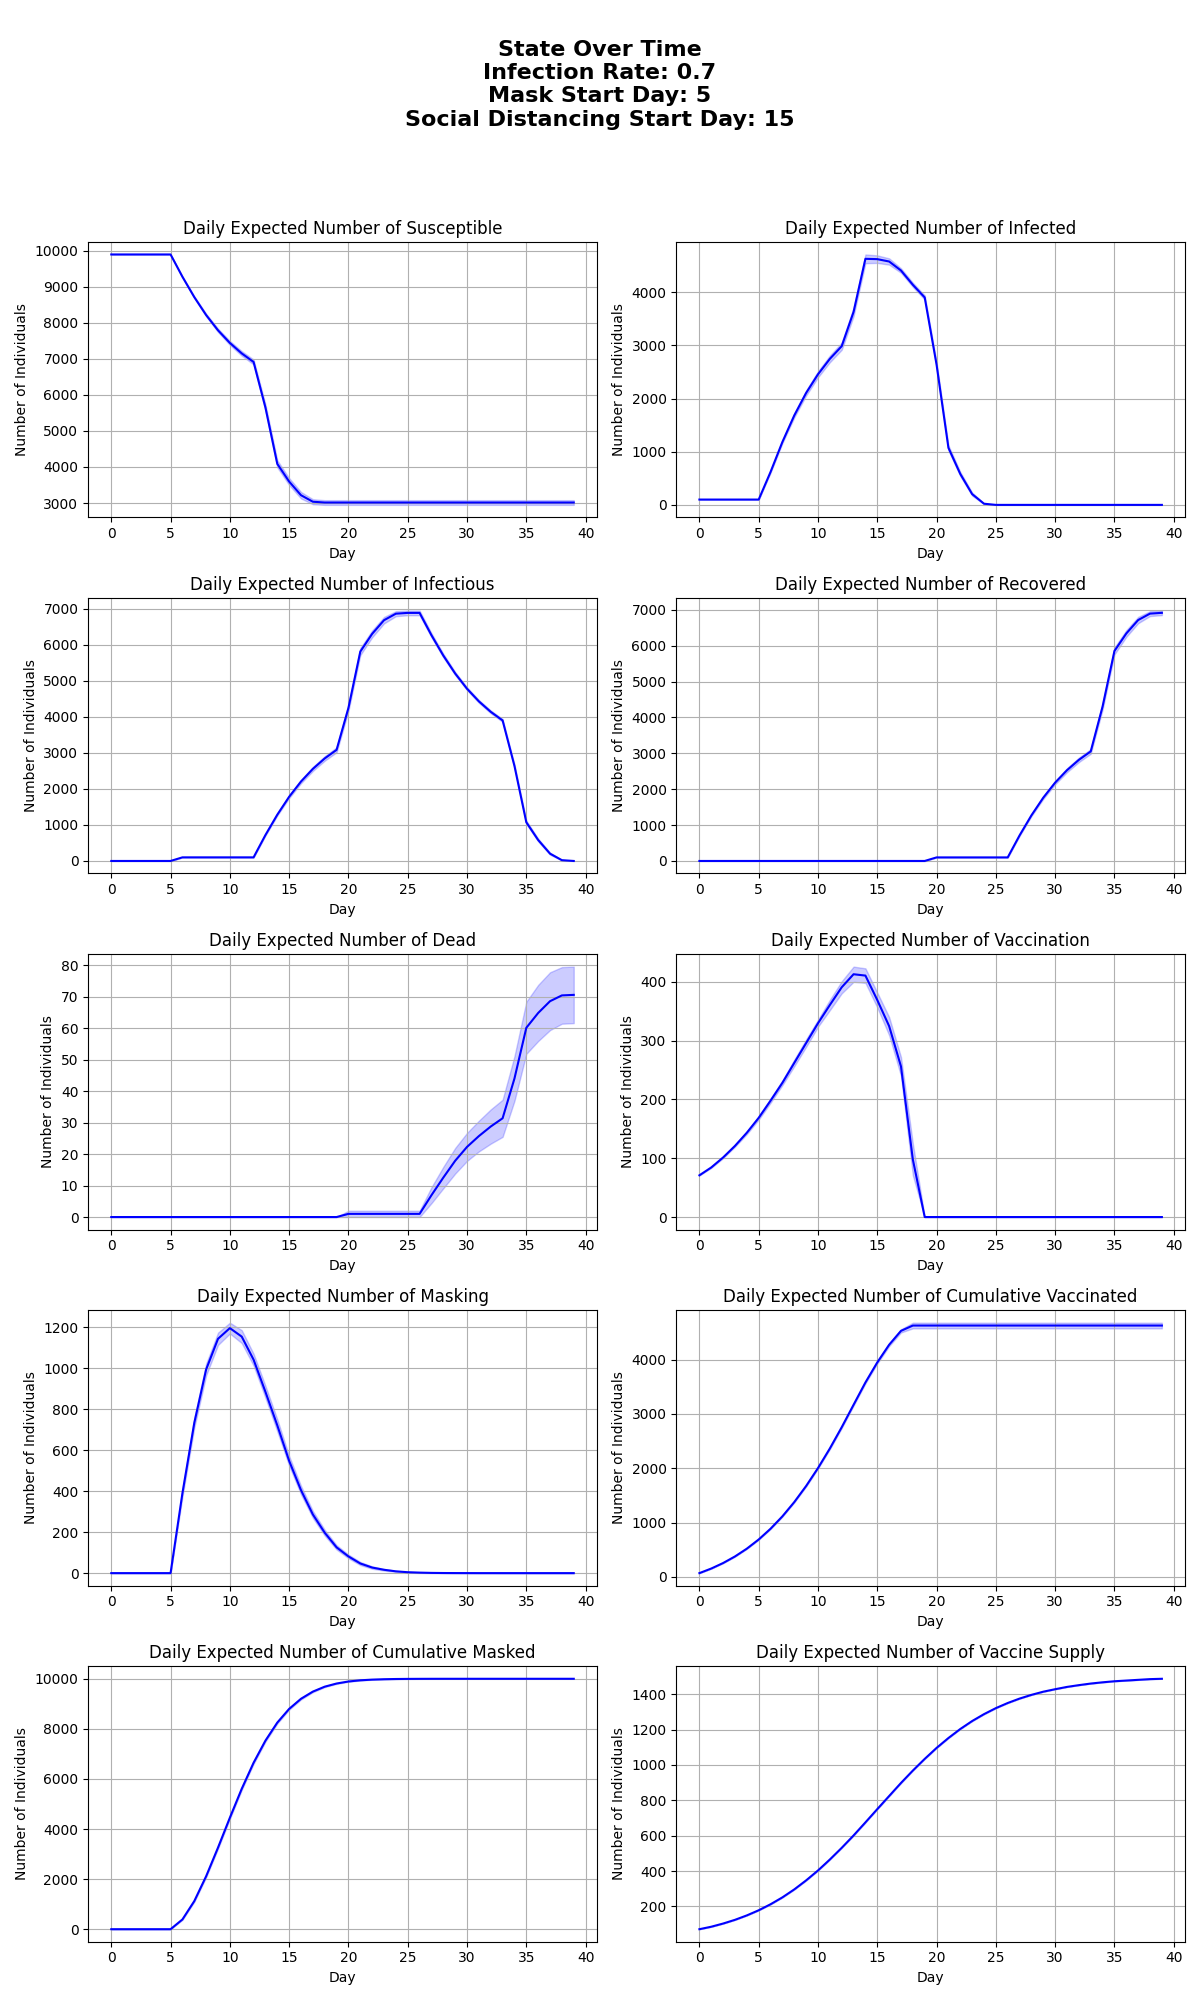 State Over Time
Infection Rate: 0.7
Mask Start Day: 5
Social Distancing Start Day: 15
Daily Expected Number of Susceptible
Number of Individuals
10000
9000
8000
7000
6000
5000
4000
3000
0 5 10 15 20 25 30 35 40
Day
Daily Expected Number of Infected
Number of Individuals
4000
3000
2000
1000
0
0 5 10 15 20 25 30 35 40
Day
Daily Expected Number of Infectious
Number of Individuals
7000
6000
5000
4000
3000
2000
1000
0
0 5 10 15 20 25 30 35 40
Day
Daily Expected Number of Recovered
Number of Individuals
7000
6000
5000
4000
3000
2000
1000
0
0 5 10 15 20 25 30 35 40
Day
Daily Expected Number of Dead
Number of Individuals
80
70
60
50
40
30
20
10
0
0 5 10 15 20 25 30 35 40
Day
Daily Expected Number of Vaccination
Number of Individuals
400
300
200
100
0
0 5 10 15 20 25 30 35 40
Day
Daily Expected Number of Masking
Number of Individuals
1200
1000
800
600
400
200
0
0 5 10 15 20 25 30 35 40
Day
Daily Expected Number of Cumulative Vaccinated
Number of Individuals
4000
3000
2000
1000
0
0 5 10 15 20 25 30 35 40
Day
Daily Expected Number of Cumulative Masked
Number of Individuals
10000
8000
6000
4000
2000
0
0 5 10 15 20 25 30 35 40
Day
Daily Expected Number of Vaccine Supply
Number of Individuals
1400
1200
1000
800
600
400
200
0 5 10 15 20 25 30 35 40
Day